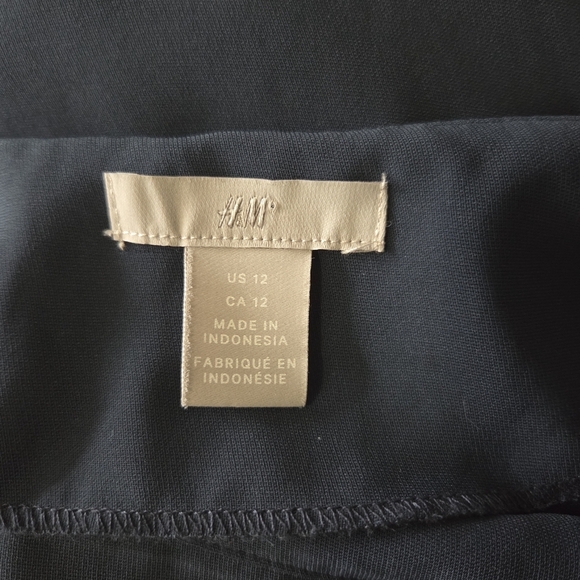 H&M
US 12
CA 12
MADE IN
INDONESIA
FABRIQUÉ EN
INDONÉSIE